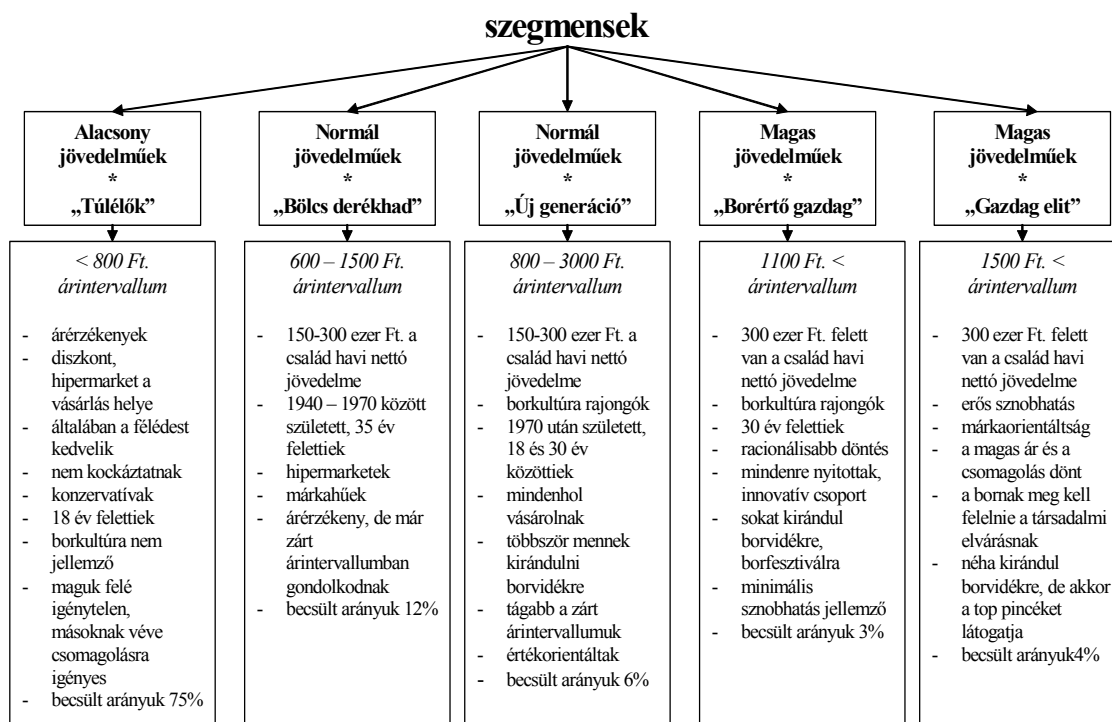 szegmensek
Alacsony
jövedelműek
*
„Túlélők”
Normál
jövedelműek
*
„Bölcs derékhad”
Normál
jövedelműek
*
„Új generáció”
Magas
jövedelműek
*
„Borértő gazdag”
Magas
jövedelműek
*
„Gazdag elit”
< 800 Ft.
árintervallum
- árérzékenyek
- diszkont,
hipermarket a
vásárlás helye
- általában a félédest
kedvelik
- nem kockáztatnak
- konzervatívak
- 18 év felettiek
- borkultúra nem
jellemző
- maguk felé
igénytelen,
másoknak véve
csomagolásra
igényes
- becsült arányuk 75%
600 – 1500 Ft.
árintervallum
- 150-300 ezer Ft. a
család havi nettó
jövedelme
- 1940 – 1970 között
született, 35 év
felettiek
- hipermarketek
- márkahűek
- árérzékeny, de már
zárt
árintervallumban
gondolkodnak
- becsült arányuk 12%
800 – 3000 Ft.
árintervallum
- 150-300 ezer Ft. a
család havi nettó
jövedelme
- borkultúra rajongók
- 1970 után született,
18 és 30 év
közöttiek
- mindenhol
vásárolnak
- többször mennek
kirándulni
borvidékre
- tágabb a zárt
árintervallumuk
- értékorientáltak
- becsült arányuk 6%
1100 Ft. <
árintervallum
- 300 ezer Ft. felett
van a család havi
nettó jövedelme
- borkultúra rajongók
- 30 év felettiek
- racionálisabb döntés
- mindenre nyitottak,
innovatív csoport
- sokat kirándul
borvidékre,
borfesztiválra
- minimális
sznobhatás jellemző
- becsült arányuk 3%
1500 Ft. <
árintervallum
- 300 ezer Ft. felett
van a család havi
nettó jövedelme
- erős sznobhatás
- márkaorientáltság
- a magas ár és a
csomagolás dönt
- a bornak meg kell
felelnie a társadalmi
elvárásnak
- néha kirándul
borvidékre, de akkor
a top pincéket
látogatja
- becsült arányuk4%